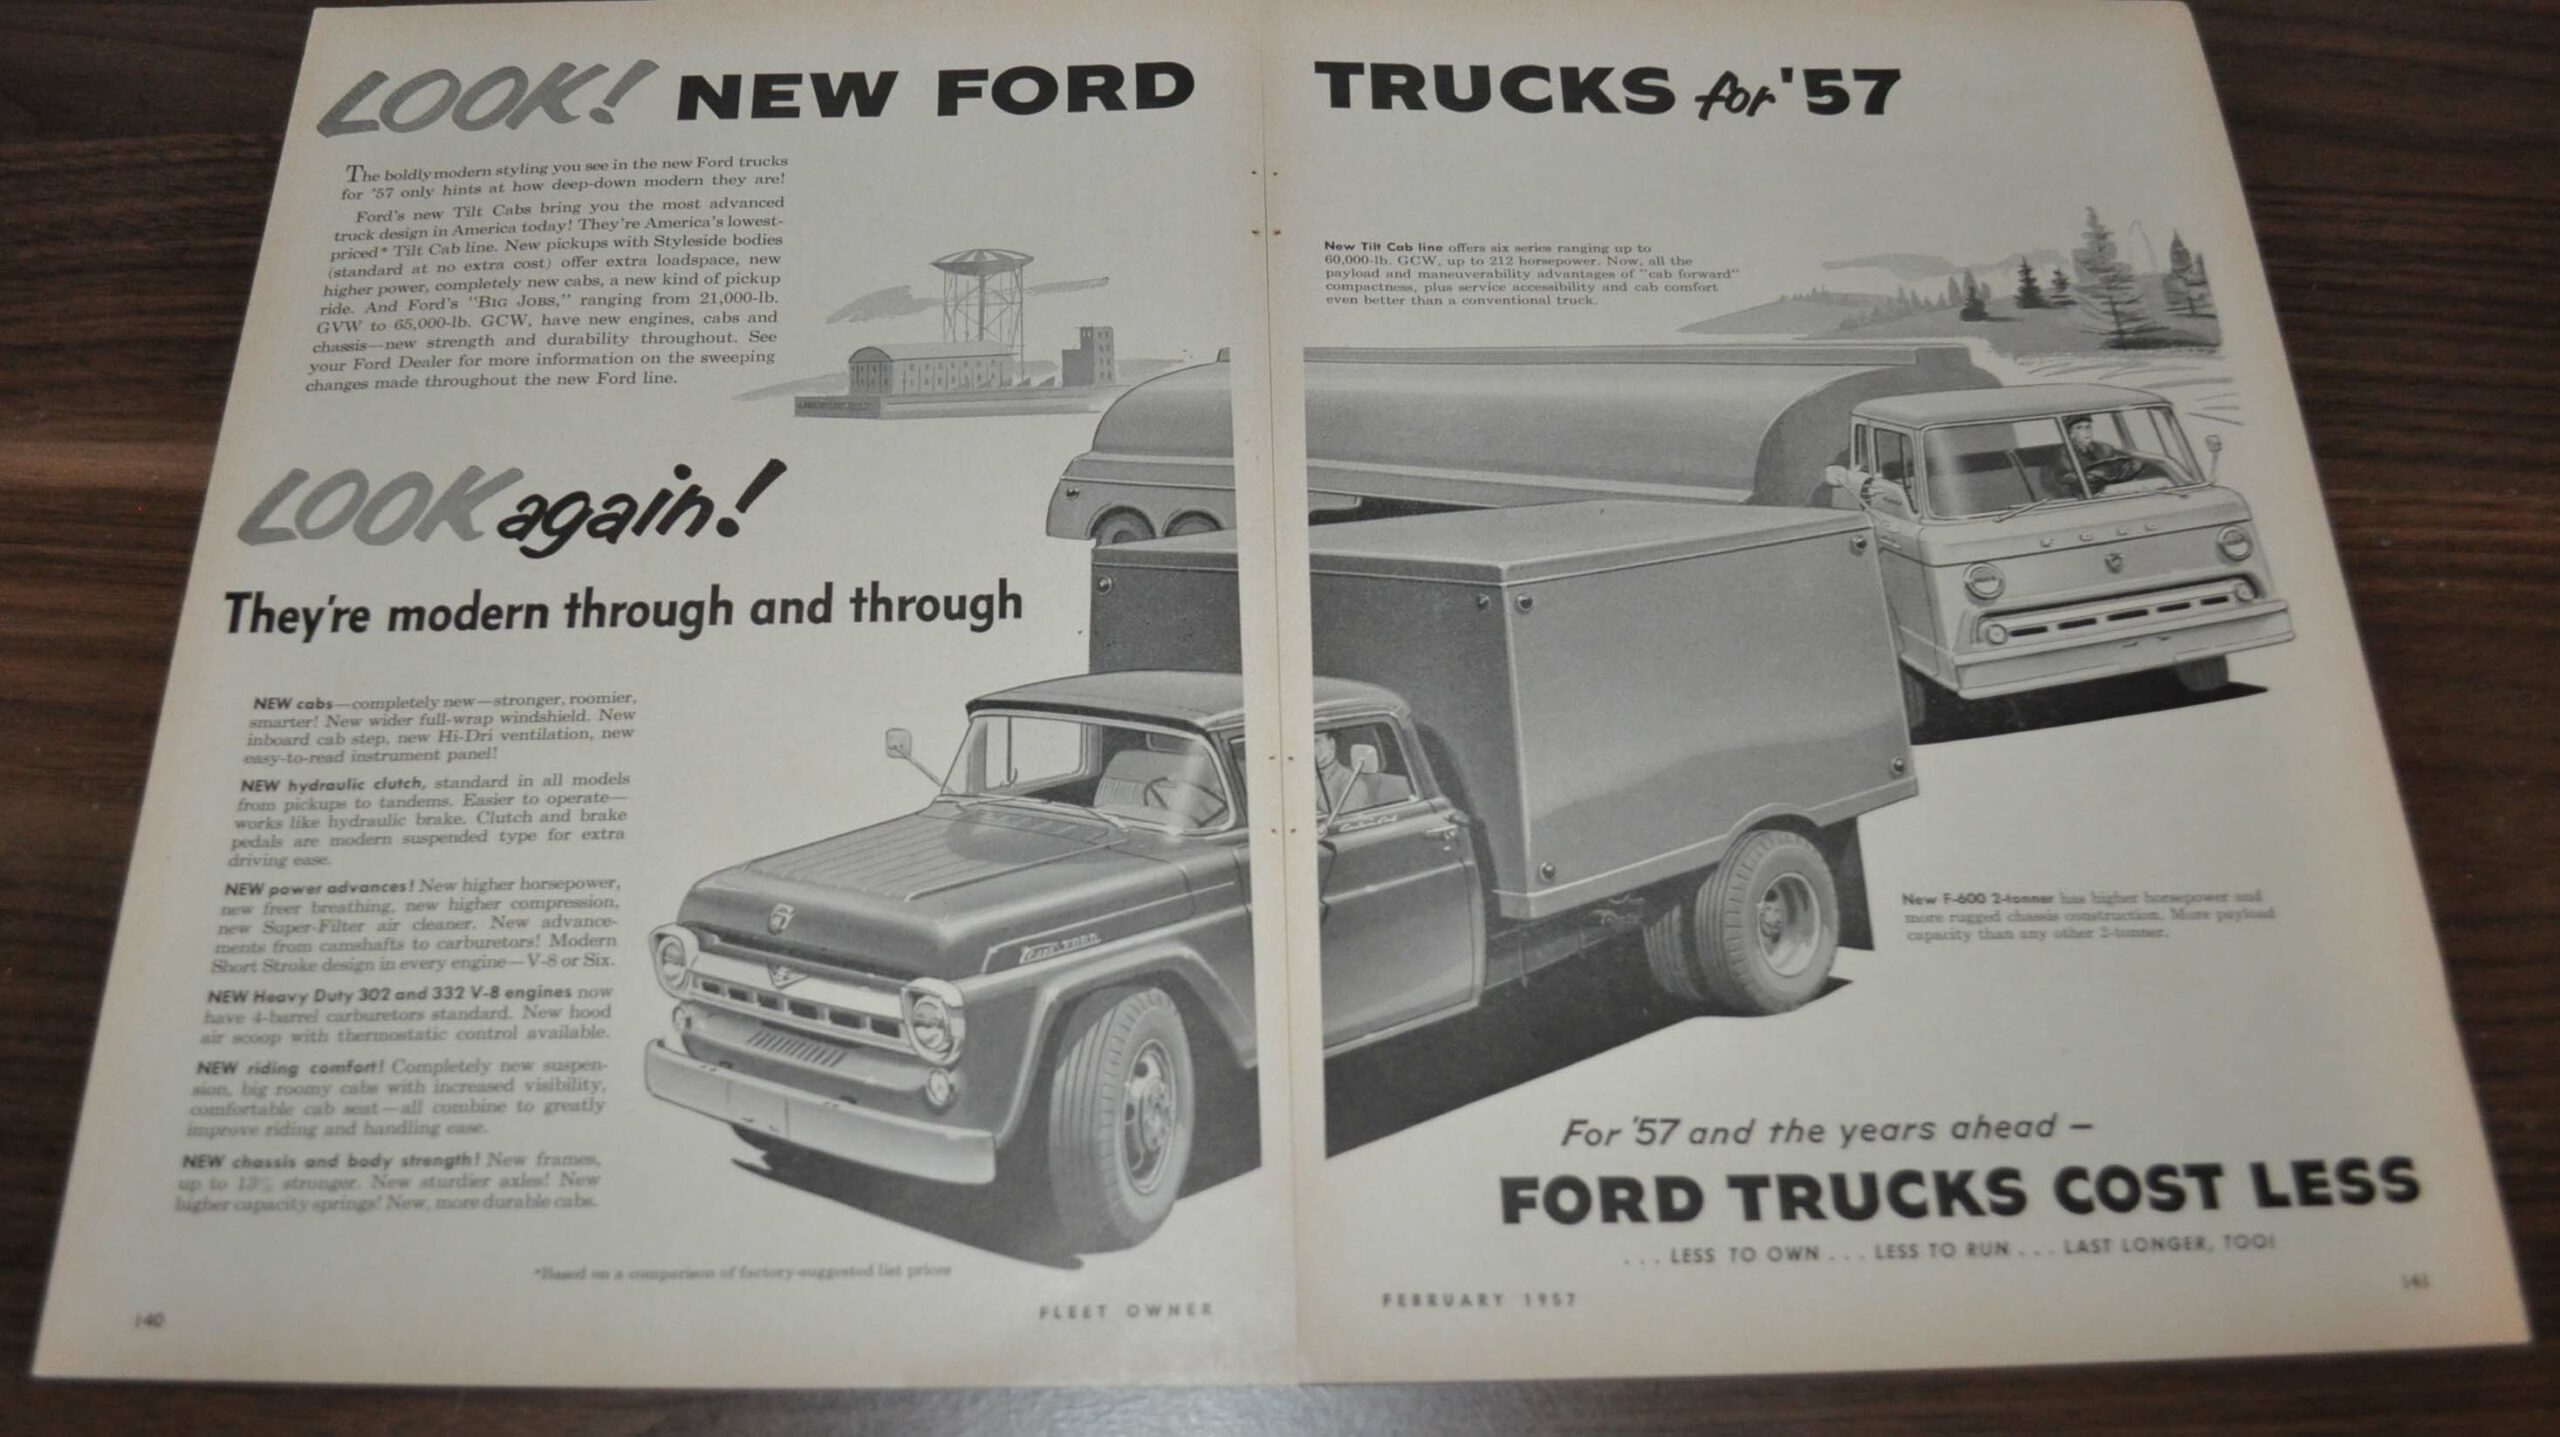 LOOK! NEW FORD TRUCKS for '57
The boldly modern styling you see in the new Ford trucks
for '57 only hints at how deep-down modern they are!
Ford's new Tilt Cabs bring you the most advanced
truck design in America today! They're America's lowest-
priced* Tilt Cab line. New pickups with Styleside bodies
(standard at no extra cost) offer extra loadspace, new
higher power, completely new cabs, a new kind of pickup
ride. And Ford's "BIG JOBS," ranging from 21,000-lb.
GVW to 65,000-lb. GCW, have new engines, cabs and
chassis—new strength and durability throughout. See
your Ford Dealer for more information on the sweeping
changes made throughout the new Ford line.
New Tilt Cab line offers six series ranging up to
60,000-lb. GCW, up to 212 horsepower. Now, all the
payload and maneuverability advantages of "cab forward"
compactness, plus service accessibility and cab comfort
even better than a conventional truck.
LOOK again!
They're modern through and through
FORD
NEW cabs—completely new—stronger, roomier,
smarter! New wider full-wrap windshield. New
inboard cab step, new Hi-Dri ventilation, new
easy-to-read instrument panel!
NEW hydraulic clutch, standard in all models
from pickups to tandems. Easier to operate—
works like hydraulic brake. Clutch and brake
pedals are modern suspended type for extra
driving ease.
NEW power advances! New higher horsepower,
new freer breathing, new higher compression,
new Super-Filter air cleaner. New advance-
ments from camshafts to carburetors! Modern
Short Stroke design in every engine—V-8 or Six.
NEW Heavy Duty 302 and 332 V-8 engines now
have 4-barrel carburetors standard. New hood
air scoop with thermostatic control available.
NEW riding comfort! Completely new suspen-
sion, big roomy cabs with increased visibility,
comfortable cab seat—all combine to greatly
improve riding and handling ease.
NEW chassis and body strength! New frames,
up to 13% stronger. New sturdier axles! New
higher capacity springs! New, more durable cabs.
New F-600 2-tonner has higher horsepower and
more rugged chassis construction. More payload
capacity than any other 2-tonner.
For '57 and the years ahead —
FORD TRUCKS COST LESS
. . . LESS TO OWN . . . LESS TO RUN . . . LAST LONGER, TOO!
*Based on a comparison of factory-suggested list prices
140
FLEET OWNER
FEBRUARY 1957
141